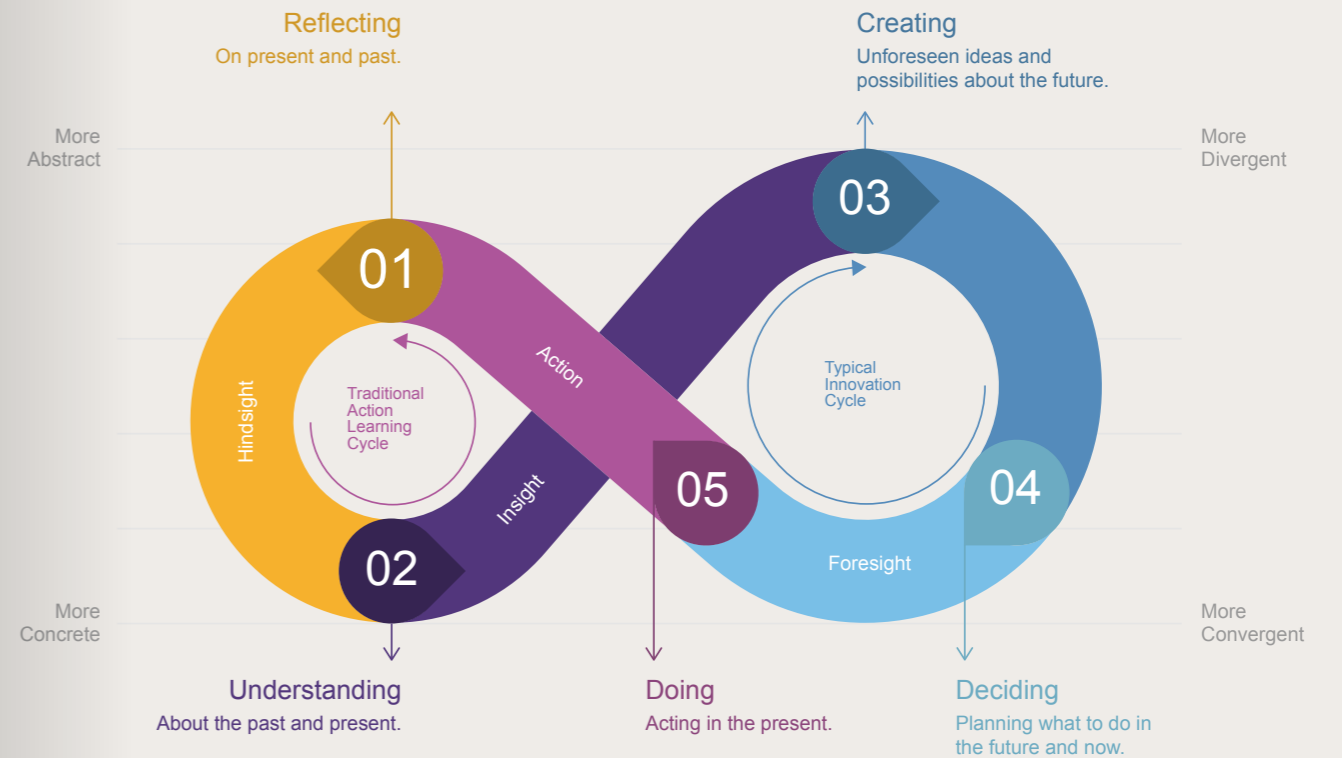 Reflecting
On present and past.
Creating
Unforeseen ideas and
possibilities about the future.
More
Abstract
More
Divergent
03
01
Action
Hindsight
Traditional
Action
Learning
Cycle
Typical
Innovation
Cycle
Insight
05
04
02
Foresight
More
Concrete
More
Convergent
Understanding
About the past and present.
Doing
Acting in the present.
Deciding
Planning what to do in
the future and now.